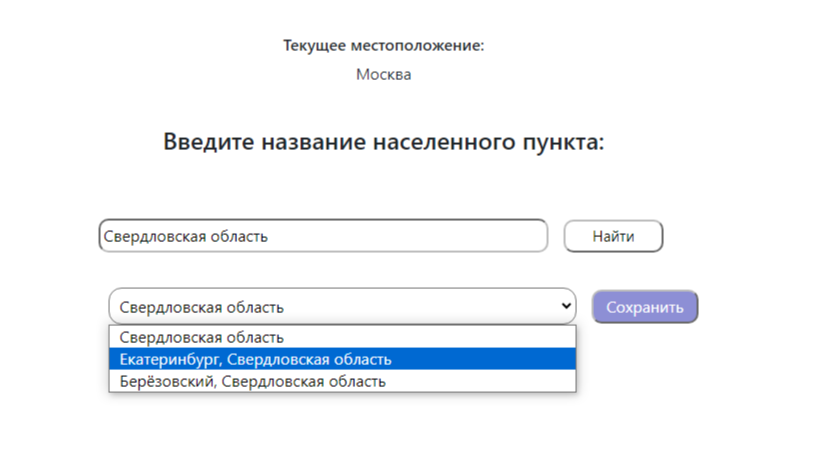 Текущее местоположение:
Москва
Введите название населенного пункта:
Свердловская область
Найти
Свердловская область
Сохранить
Свердловская область
Екатеринбург, Свердловская область
Берёзовский, Свердловская область